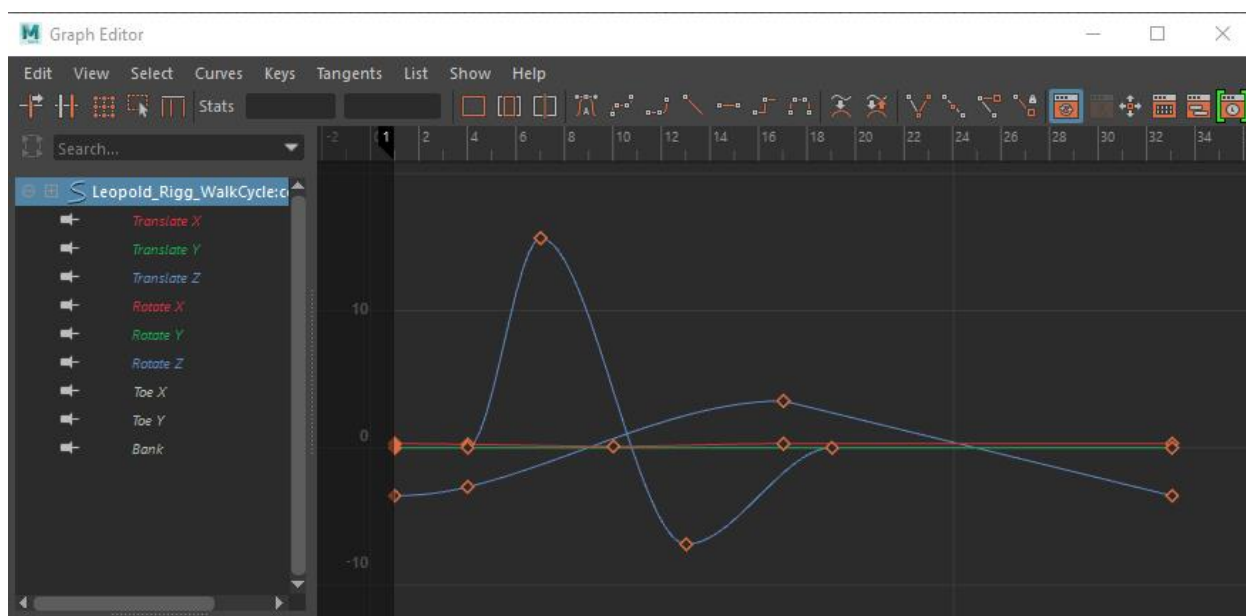 M Graph Editor
Edit View Select Curves Keys Tangents List Show Help
Stats
-2 1 2 4 6 8 10 12 14 16 18 20 22 24 26 28 30 32 34
Search...
Leopold_Rigg_WalkCycle:c
Translate X
Translate Y
Translate Z
Rotate X
Rotate Y
Rotate Z
Toe X
Toe Y
Bank
10
0
-10